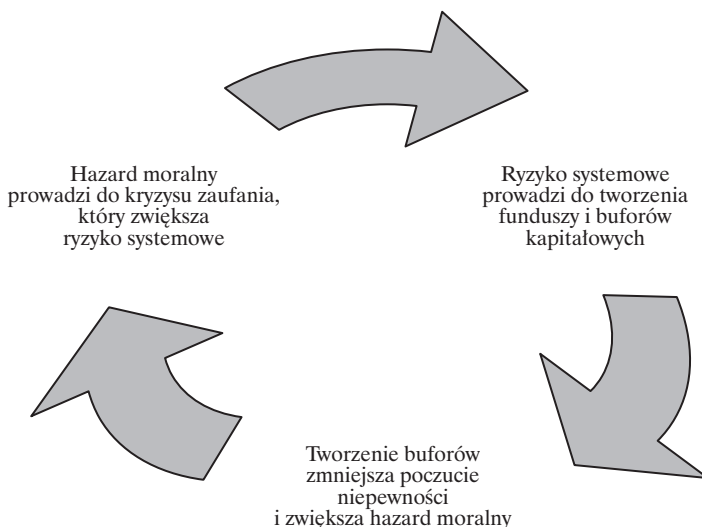 Hazard moralny
prowadzi do kryzysu zaufania,
który zwiększa
ryzyko systemowe
Ryzyko systemowe
prowadzi do tworzenia
funduszy i buforów
kapitałowych
Tworzenie buforów
zmniejsza poczucie
niepewności
i zwiększa hazard moralny